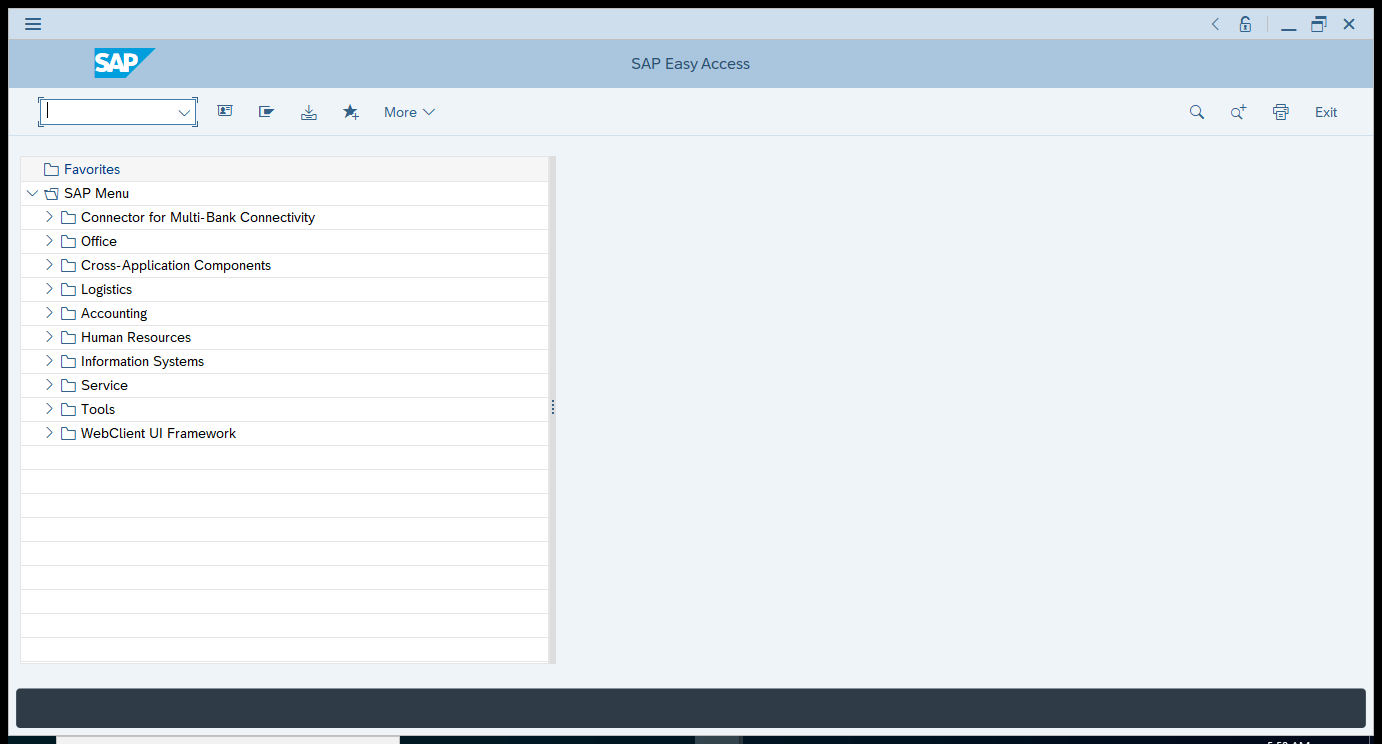 SAP
SAP Easy Access
More
Exit
Favorites
SAP Menu
Connector for Multi-Bank Connectivity
Office
Cross-Application Components
Logistics
Accounting
Human Resources
Information Systems
Service
Tools
WebClient UI Framework